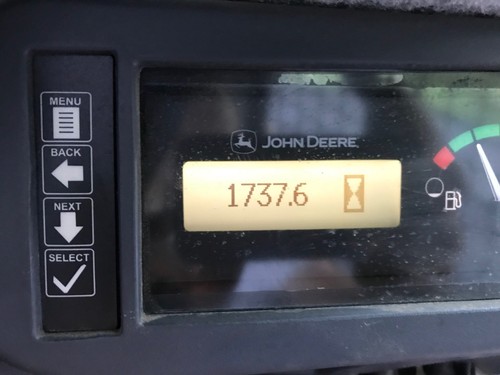 MENU
BACK
NEXT
SELECT
JOHN DEERE
1737.6